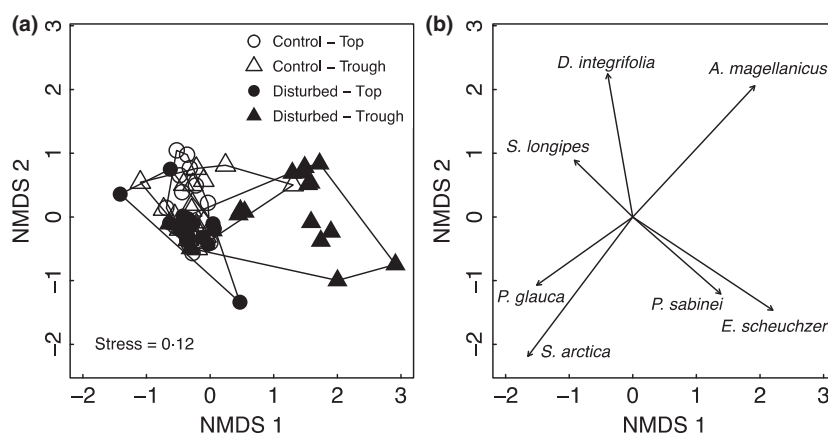 (a)
Control – Top
Control – Trough
Disturbed – Top
Disturbed – Trough
NMDS 2
3
2
1
0
−1
−2
Stress = 0·12
−2 −1 0 1 2 3
NMDS 1
(b)
D. integrifolia
A. magellanicus
S. longipes
P. glauca
P. sabinei
E. scheuchzer
S. arctica
NMDS 2
3
2
1
0
−1
−2
−2 −1 0 1 2 3
NMDS 1